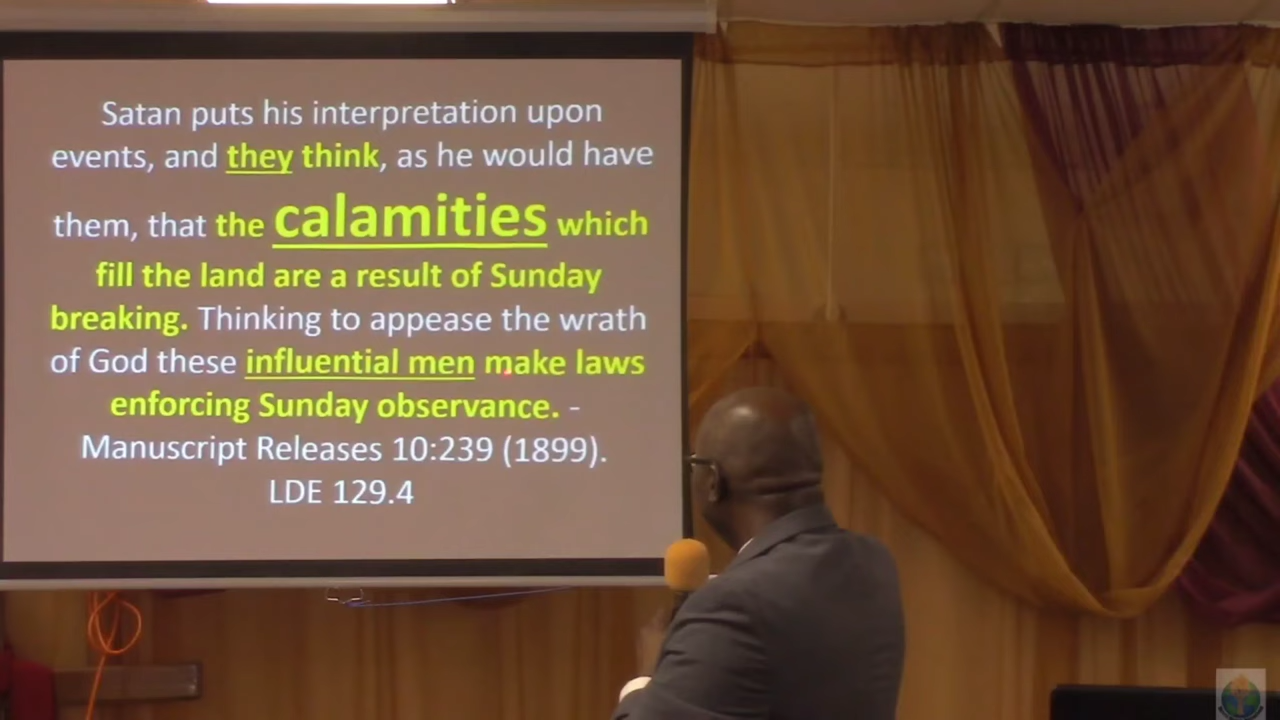 Satan puts his interpretation upon
events, and they think, as he would have
them, that the calamities which
fill the land are a result of Sunday
breaking. Thinking to appease the wrath
of God these influential men make laws
enforcing Sunday observance. -
Manuscript Releases 10:239 (1899).
LDE 129.4